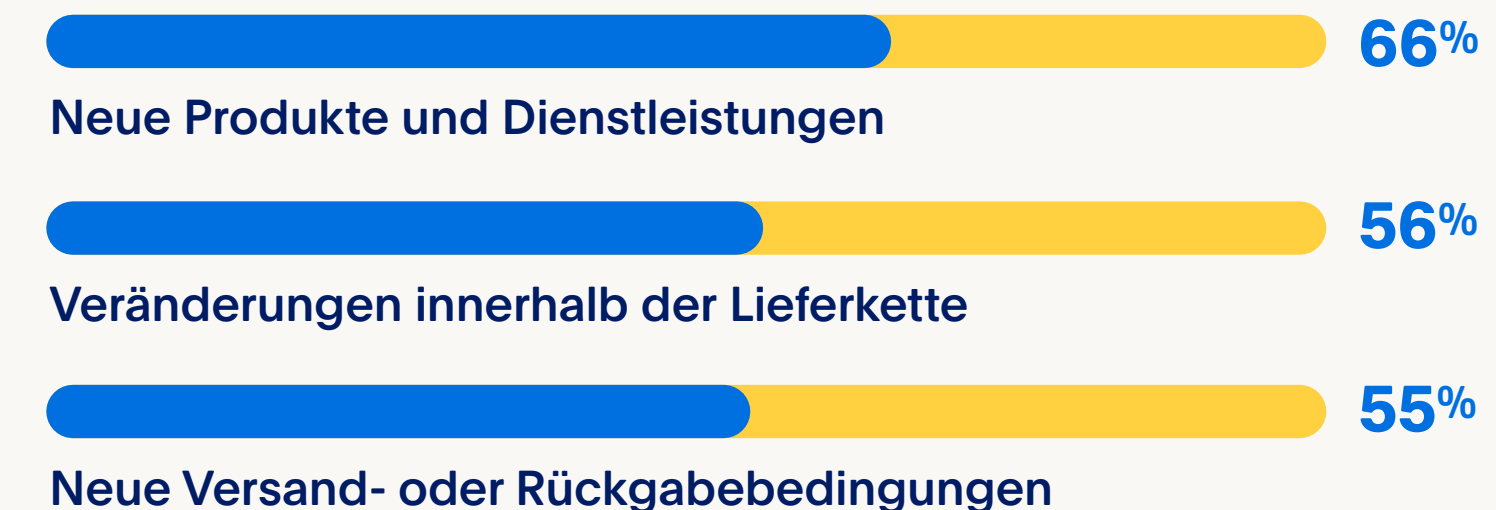 66%
Neue Produkte und Dienstleistungen
56%
Veränderungen innerhalb der Lieferkette
55%
Neue Versand- oder Rückgabebedingungen